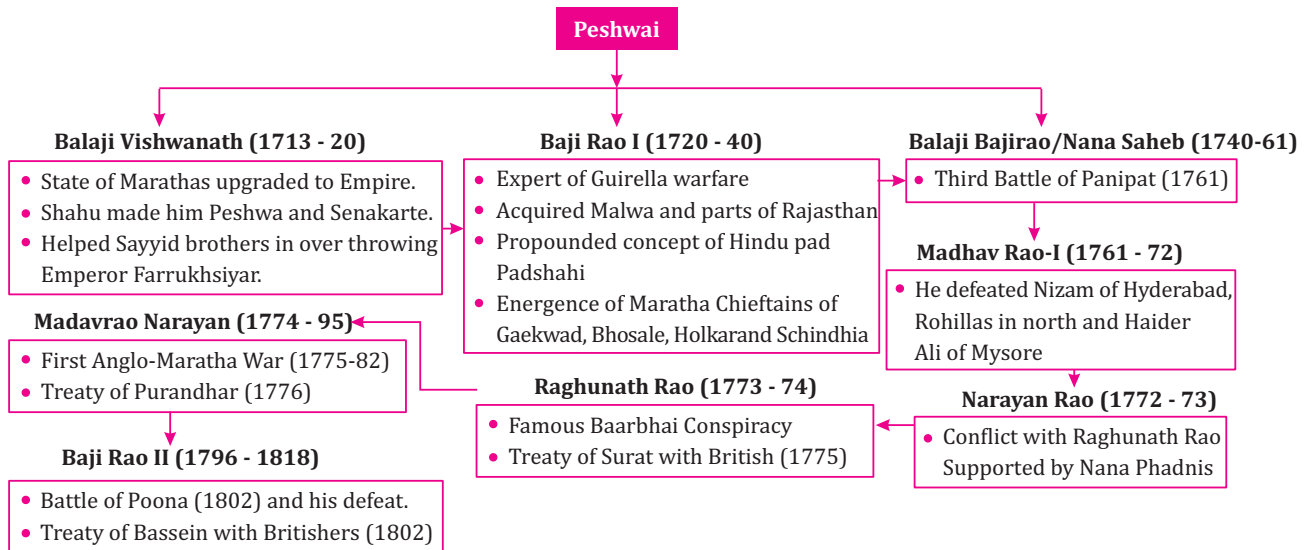 Peshwai
Balaji Vishwanath (1713 - 20)
State of Marathas upgraded to Empire.
Shahu made him Peshwa and Senakarte.
Helped Sayyid brothers in over throwing
Emperor Farrukhsiyar.
Baji Rao I (1720 - 40)
Expert of Guirella warfare
Acquired Malwa and parts of Rajasthan
Propounded concept of Hindu pad
Padshahi
Energence of Maratha Chieftains of
Gaekwad, Bhosale, Holkarand Schindhia
Balaji Bajirao/Nana Saheb (1740-61)
Third Battle of Panipat (1761)
Madhav Rao-I (1761 - 72)
He defeated Nizam of Hyderabad,
Rohillas in north and Haider
Ali of Mysore
Narayan Rao (1772 - 73)
Conflict with Raghunath Rao
Supported by Nana Phadnis
Raghunath Rao (1773 - 74)
Famous Baarbhai Conspiracy
Treaty of Surat with British (1775)
Madavrao Narayan (1774 - 95)
First Anglo-Maratha War (1775-82)
Treaty of Purandhar (1776)
Baji Rao II (1796 - 1818)
Battle of Poona (1802) and his defeat.
Treaty of Bassein with Britishers (1802)